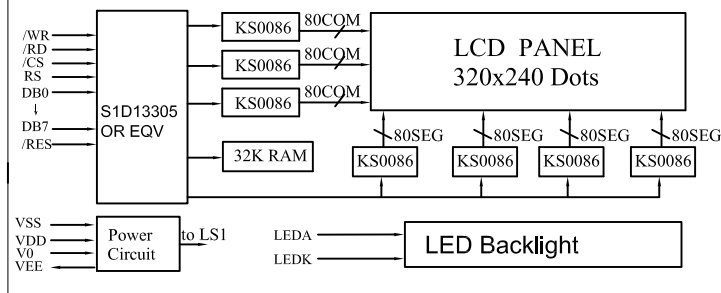 /WR
/RD
/CS
RS
DB0
↓
DB7
/RES
S1D13305
OR EQV
KS0086
80COM
KS0086
80COM
KS0086
80COM
LCD PANEL
320x240 Dots
32K RAM
80SEG
80SEG
80SEG
80SEG
KS0086
KS0086
KS0086
KS0086
VSS
VDD
V0
VEE
Power
Circuit
to LS1
LEDA
LEDK
LED Backlight